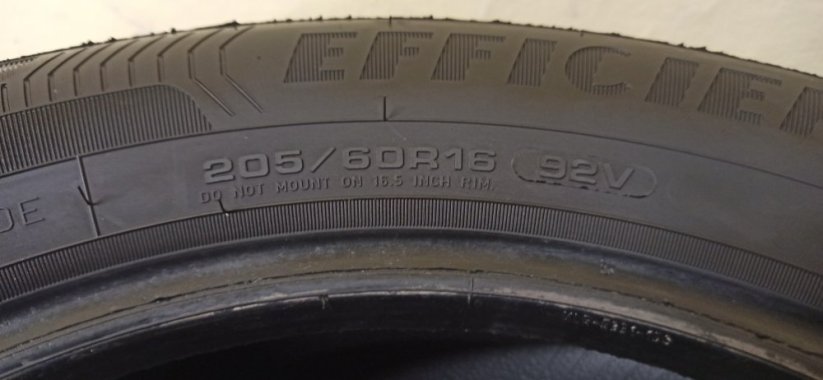 EFFICIE
205/60R16 92V
DO NOT MOUNT ON 16.5 INCH RIM.
DE